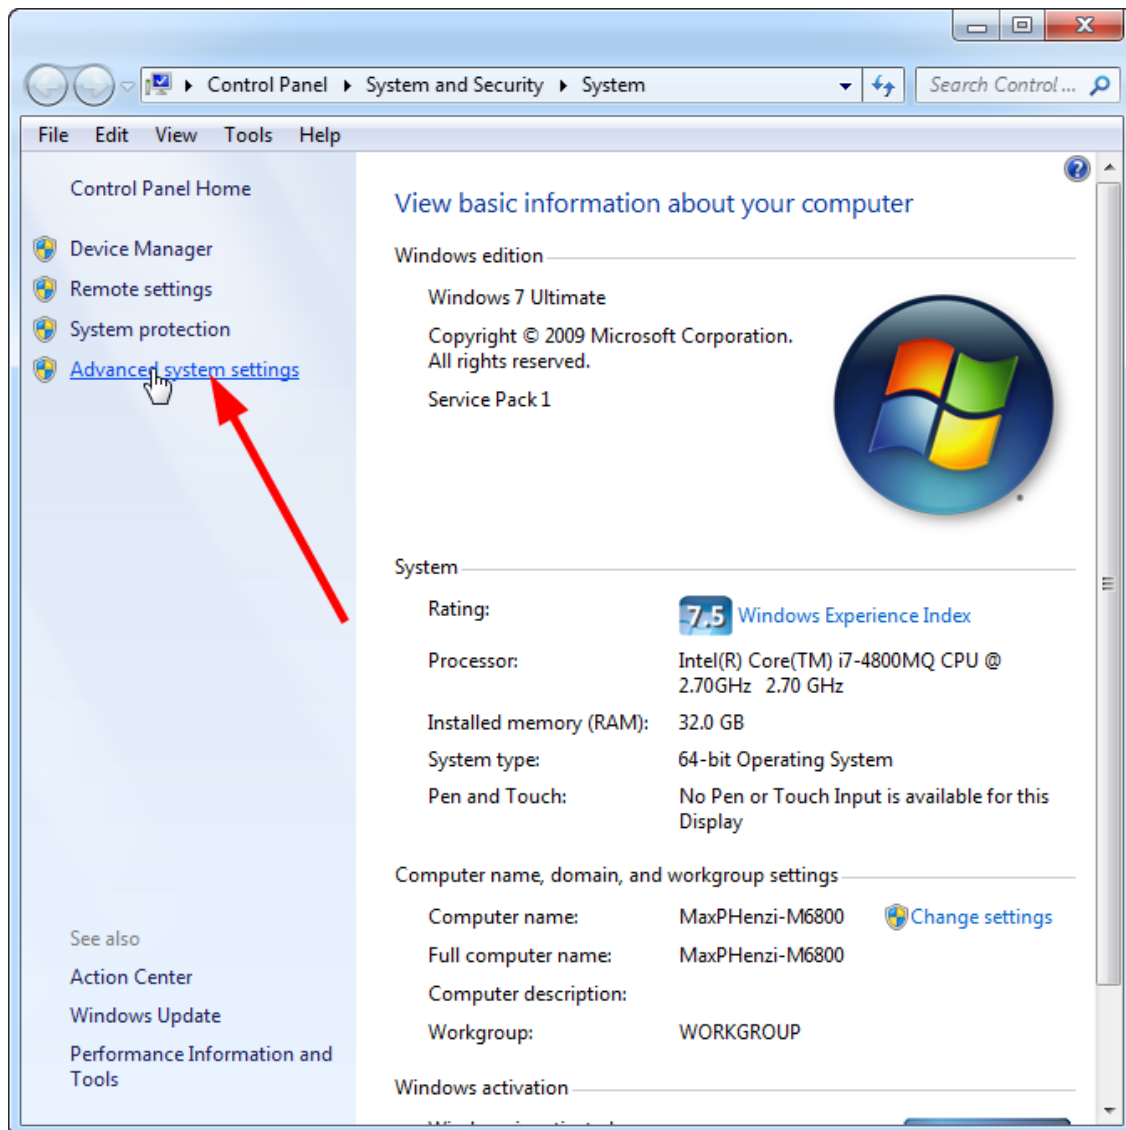 Control Panel
System and Security
System
Search Control ...
File Edit View Tools Help
Control Panel Home
Device Manager
Remote settings
System protection
Advanced system settings
See also
Action Center
Windows Update
Performance Information and
Tools
View basic information about your computer
Windows edition
Windows 7 Ultimate
Copyright © 2009 Microsoft Corporation.
All rights reserved.
Service Pack 1
System
Rating:
7.5 Windows Experience Index
Processor:
Intel(R) Core(TM) i7-4800MQ CPU @
2.70GHz 2.70 GHz
Installed memory (RAM): 32.0 GB
System type: 64-bit Operating System
Pen and Touch: No Pen or Touch Input is available for this
Display
Computer name, domain, and workgroup settings
Computer name: MaxPHenzi-M6800 Change settings
Full computer name: MaxPHenzi-M6800
Computer description:
Workgroup: WORKGROUP
Windows activation